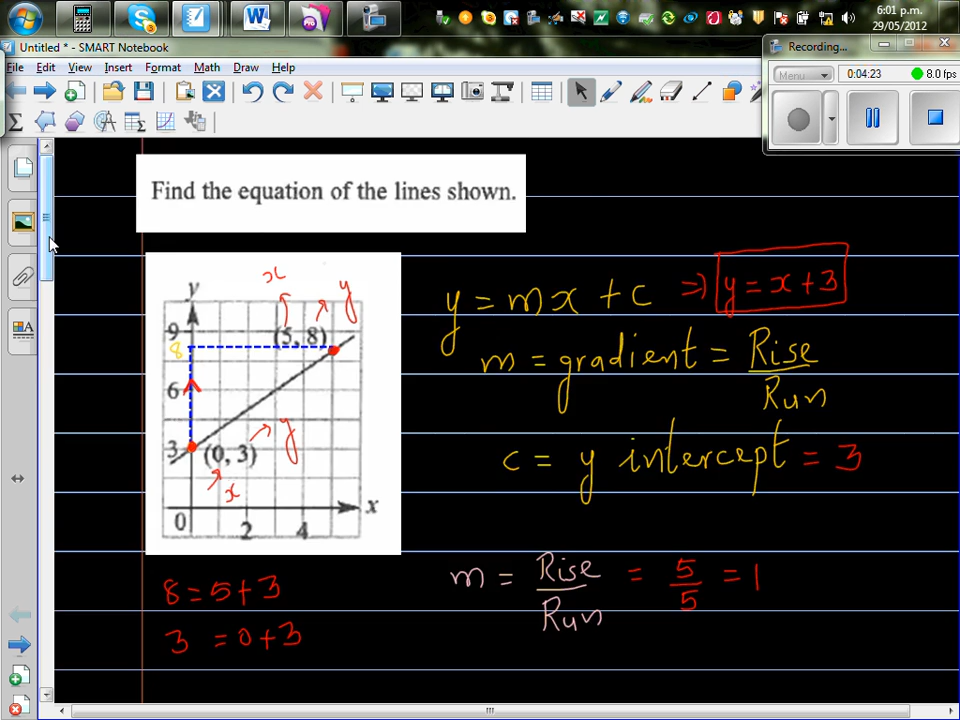 6:01 pm
29/05/2012
Untitled * - SMART Notebook
File Edit View Insert Format Math Draw Help
Recording...
Menu
0:04:23
8.0 fps
Find the equation of the lines shown.
y
9
8
6
3
0
2
4
x
(5, 8)
x
y
(0, 3)
x
y
y = mx + c ⇒ y = x + 3
m = gradient = Rise
Run
c = y intercept = 3
m = Rise = 5 = 1
Run 5
8 = 5 + 3
3 = 0 + 3